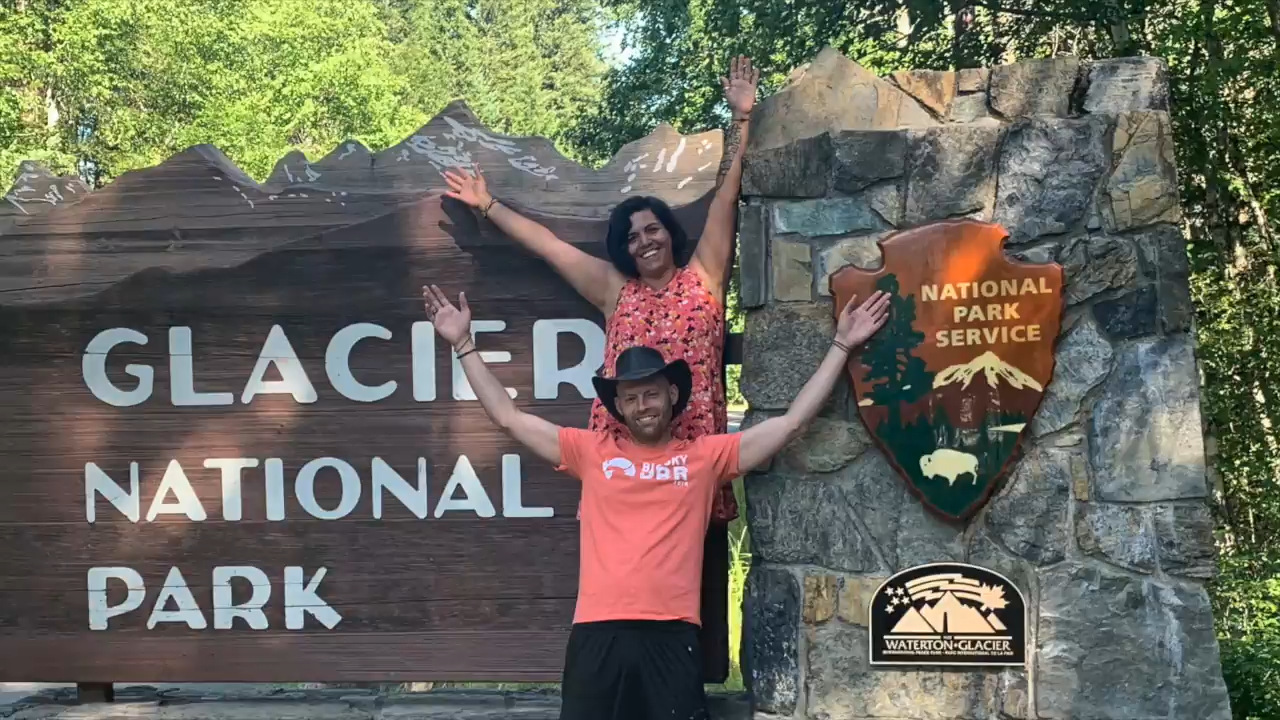 GLACIER
NATIONAL
PARK
NATIONAL
PARK
SERVICE
WATERTON•GLACIER